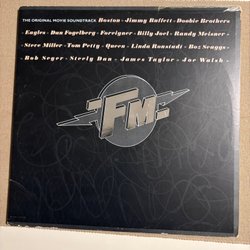 THE ORIGINAL MOVIE SOUNDTRACK Boston · Jimmy Buffett · Doobie Brothers
Eagles · Dan Fogelberg · Foreigner · Billy Joel · Randy Meisner
Steve Miller · Tom Petty · Queen · Linda Ronstadt · Boz Scaggs
Bob Seger · Steely Dan · James Taylor · Joe Walsh ·
FM